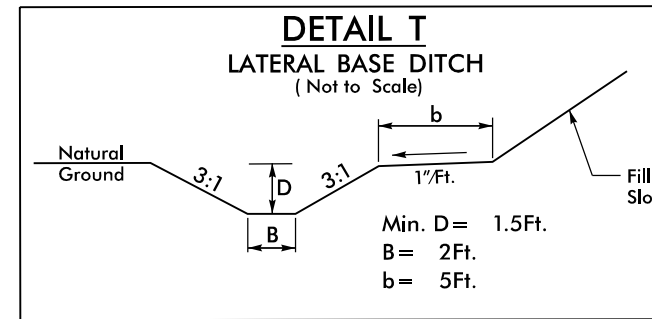 DETAIL T
LATERAL BASE DITCH
( Not to Scale)
b
Natural
Ground
3:1
D
3:1
1"/Ft.
Fill
B
Min. D= 1.5Ft.
B= 2Ft.
b= 5Ft.